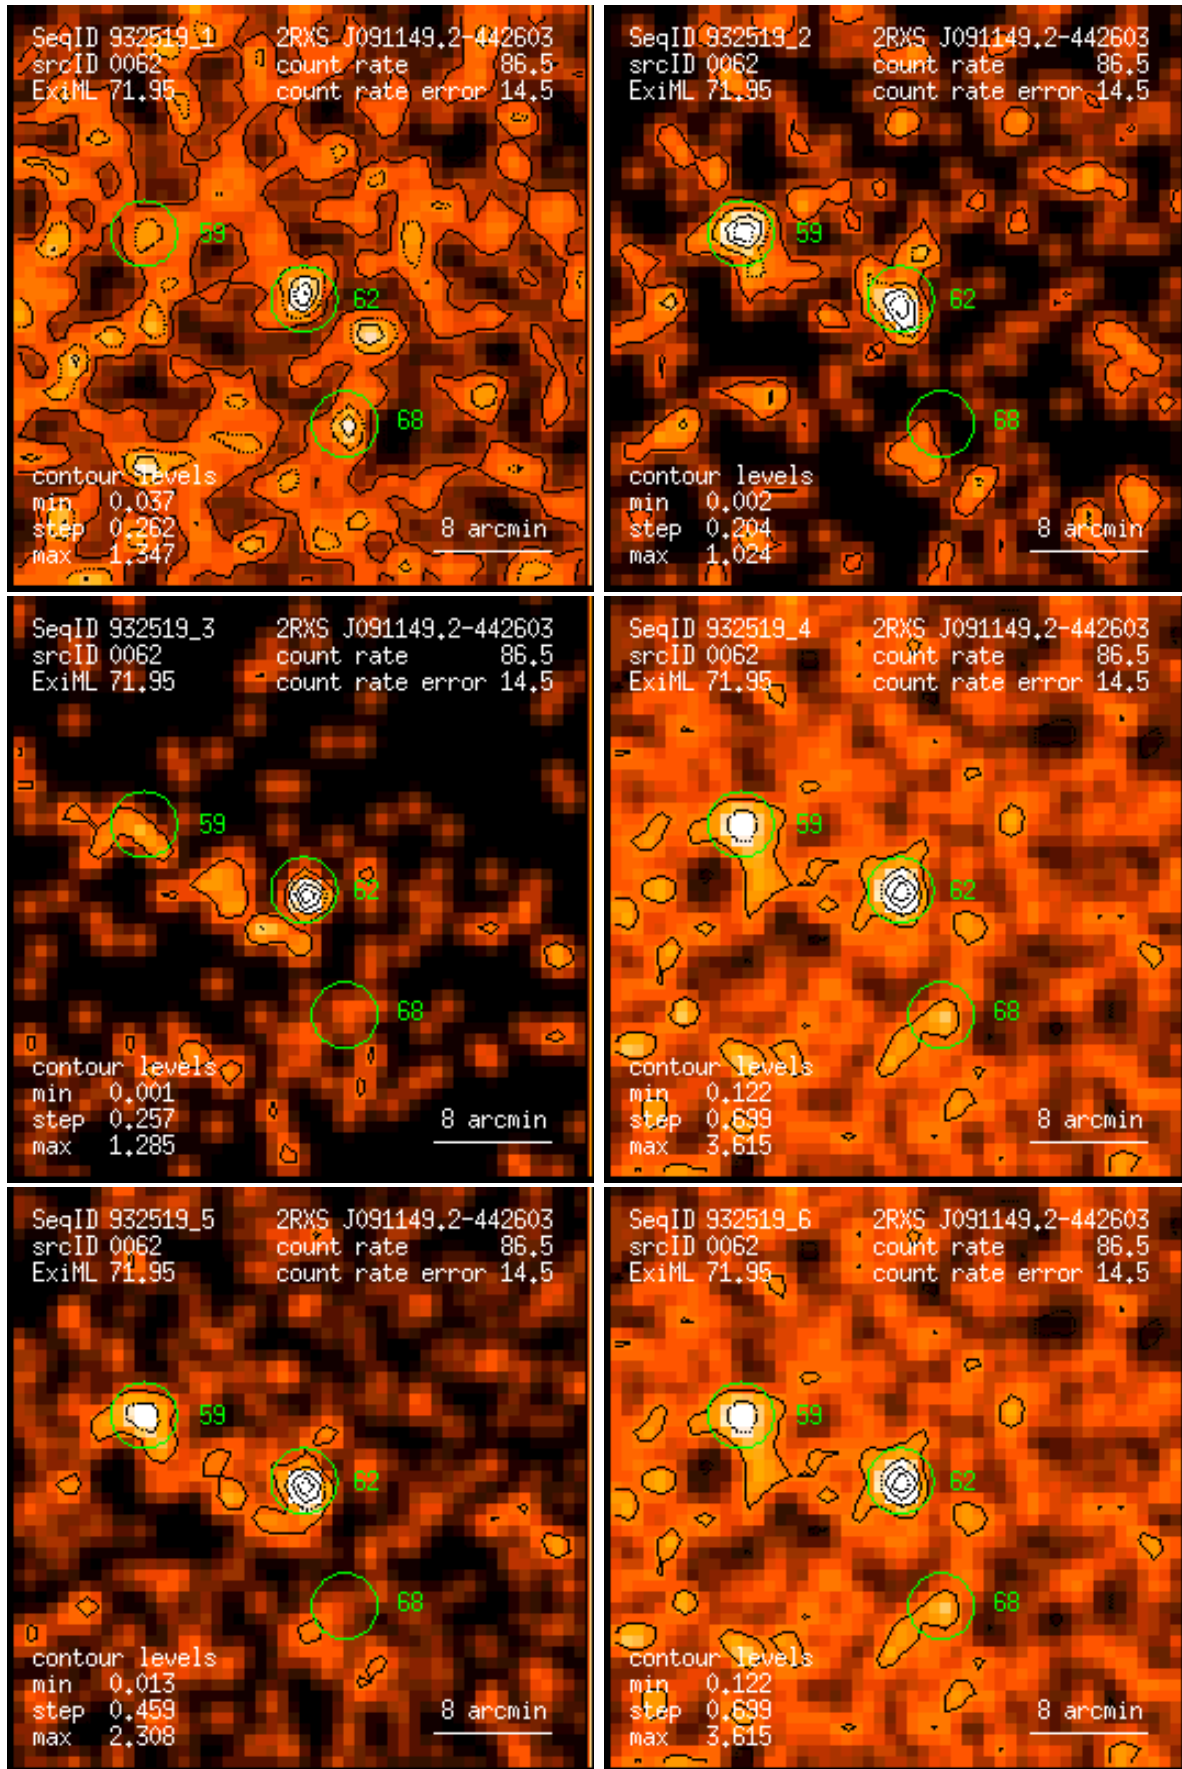 SeqID 932519_1 2RXS J091149.2-442603
srcID 0062 count rate 86.5
ExiML 71.95 count rate error 14.5
59
62
68
contour levels
min 0.037
step 0.262 8 arcmin
max 1.347
SeqID 932519_2 2RXS J091149.2-442603
srcID 0062 count rate 86.5
ExiML 71.95 count rate error 14.5
59
62
68
contour levels
min 0.002
step 0.204 8 arcmin
max 1.024
SeqID 932519_3 2RXS J091149.2-442603
srcID 0062 count rate 86.5
ExiML 71.95 count rate error 14.5
59
62
68
contour levels
min 0.001
step 0.257 8 arcmin
max 1.285
SeqID 932519_4 2RXS J091149.2-442603
srcID 0062 count rate 86.5
ExiML 71.95 count rate error 14.5
59
62
68
contour levels
min 0.122
step 0.699 8 arcmin
max 3.615
SeqID 932519_5 2RXS J091149.2-442603
srcID 0062 count rate 86.5
ExiML 71.95 count rate error 14.5
59
62
68
contour levels
min 0.013
step 0.459 8 arcmin
max 2.308
SeqID 932519_6 2RXS J091149.2-442603
srcID 0062 count rate 86.5
ExiML 71.95 count rate error 14.5
59
62
68
contour levels
min 0.122
step 0.699 8 arcmin
max 3.615